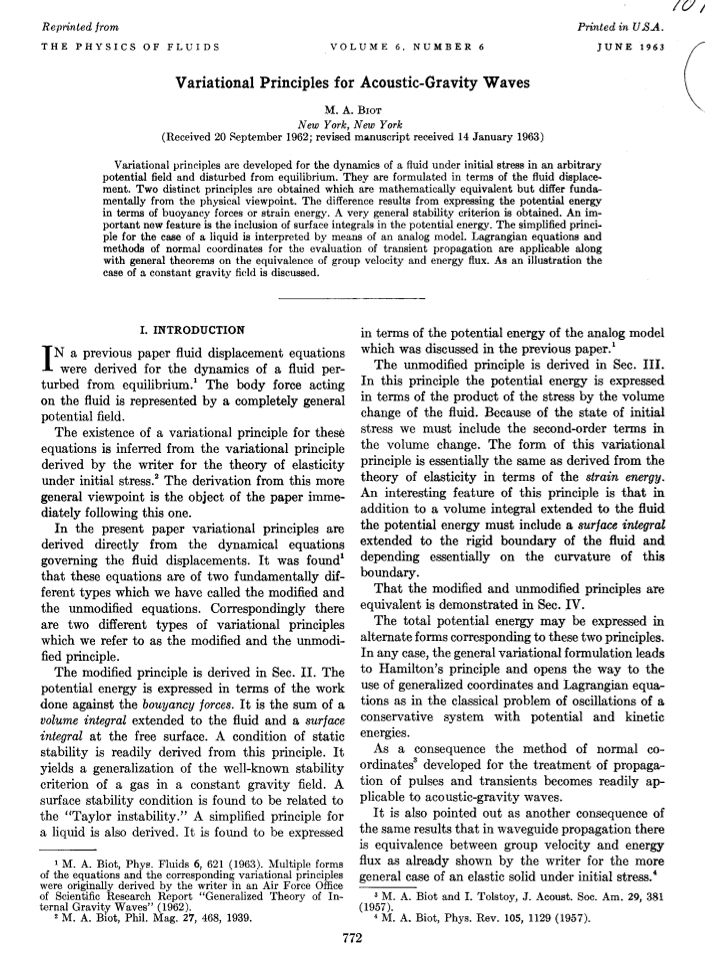 Reprinted from
Printed in U.S.A.
THE PHYSICS OF FLUIDS
VOLUME 6, NUMBER 6
JUNE 1963
Variational Principles for Acoustic-Gravity Waves
M. A. BIOT
New York, New York
(Received 20 September 1962; revised manuscript received 14 January 1963)
Variational principles are developed for the dynamics of a fluid under initial stress in an arbitrary
potential field and disturbed from equilibrium. They are formulated in terms of the fluid displace-
ment. Two distinct principles are obtained which are mathematically equivalent but differ funda-
mentally from the physical viewpoint. The difference results from expressing the potential energy
in terms of buoyancy forces or strain energy. A very general stability criterion is obtained. An im-
portant new feature is the inclusion of surface integrals in the potential energy. The simplified princi-
ple for the case of a liquid is interpreted by means of an analog model. Lagrangian equations and
methods of normal coordinates for the evaluation of transient propagation are applicable along
with general theorems on the equivalence of group velocity and energy flux. As an illustration the
case of a constant gravity field is discussed.
I. INTRODUCTION
IN a previous paper fluid displacement equations
were derived for the dynamics of a fluid per-
turbed from equilibrium.¹ The body force acting
on the fluid is represented by a completely general
potential field.
The existence of a variational principle for these
equations is inferred from the variational principle
derived by the writer for the theory of elasticity
under initial stress.² The derivation from this more
general viewpoint is the object of the paper imme-
diately following this one.
In the present paper variational principles are
derived directly from the dynamical equations
governing the fluid displacements. It was found¹
that these equations are of two fundamentally dif-
ferent types which we have called the modified and
the unmodified equations. Correspondingly there
are two different types of variational principles
which we refer to as the modified and the unmodi-
fied principle.
The modified principle is derived in Sec. II. The
potential energy is expressed in terms of the work
done against the bouyancy forces. It is the sum of a
volume integral extended to the fluid and a surface
integral at the free surface. A condition of static
stability is readily derived from this principle. It
yields a generalization of the well-known stability
criterion of a gas in a constant gravity field. A
surface stability condition is found to be related to
the "Taylor instability." A simplified principle for
a liquid is also derived. It is found to be expressed
¹ M. A. Biot, Phys. Fluids 6, 621 (1963). Multiple forms
of the equations and the corresponding variational principles
were originally derived by the writer in an Air Force Office
of Scientific Research Report "Generalized Theory of In-
ternal Gravity Waves" (1962).
² M. A. Biot, Phil. Mag. 27, 468, 1939.
in terms of the potential energy of the analog model
which was discussed in the previous paper.¹
The unmodified principle is derived in Sec. III.
In this principle the potential energy is expressed
in terms of the product of the stress by the volume
change of the fluid. Because of the state of initial
stress we must include the second-order terms in
the volume change. The form of this variational
principle is essentially the same as derived from the
theory of elasticity in terms of the strain energy.
An interesting feature of this principle is that in
addition to a volume integral extended to the fluid
the potential energy must include a surface integral
extended to the rigid boundary of the fluid and
depending essentially on the curvature of this
boundary.
That the modified and unmodified principles are
equivalent is demonstrated in Sec. IV.
The total potential energy may be expressed in
alternate forms corresponding to these two principles.
In any case, the general variational formulation leads
to Hamilton's principle and opens the way to the
use of generalized coordinates and Lagrangian equa-
tions as in the classical problem of oscillations of a
conservative system with potential and kinetic
energies.
As a consequence the method of normal co-
ordinates³ developed for the treatment of propaga-
tion of pulses and transients becomes readily ap-
plicable to acoustic-gravity waves.
It is also pointed out as another consequence of
the same results that in waveguide propagation there
is equivalence between group velocity and energy
flux as already shown by the writer for the more
general case of an elastic solid under initial stress.⁴
³ M. A. Biot and I. Tolstoy, J. Acoust. Soc. Am. 29, 381
(1957).
⁴ M. A. Biot, Phys. Rev. 105, 1129 (1957).
772